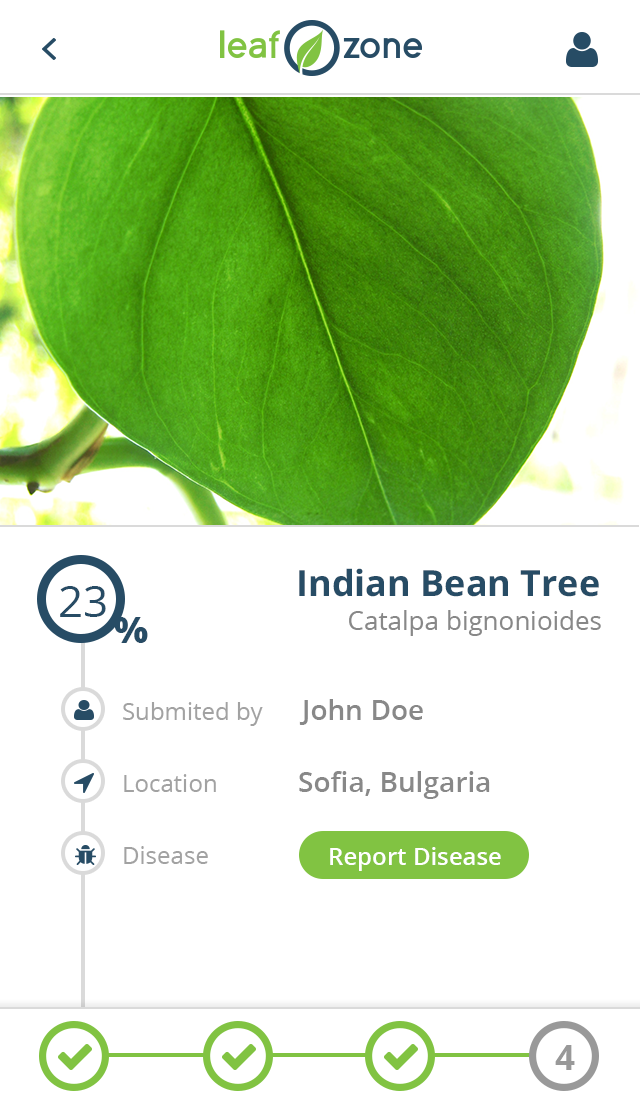 leaf zone
23%
Indian Bean Tree
Catalpa bignonioides
Submited by John Doe
Location Sofia, Bulgaria
Disease Report Disease
4